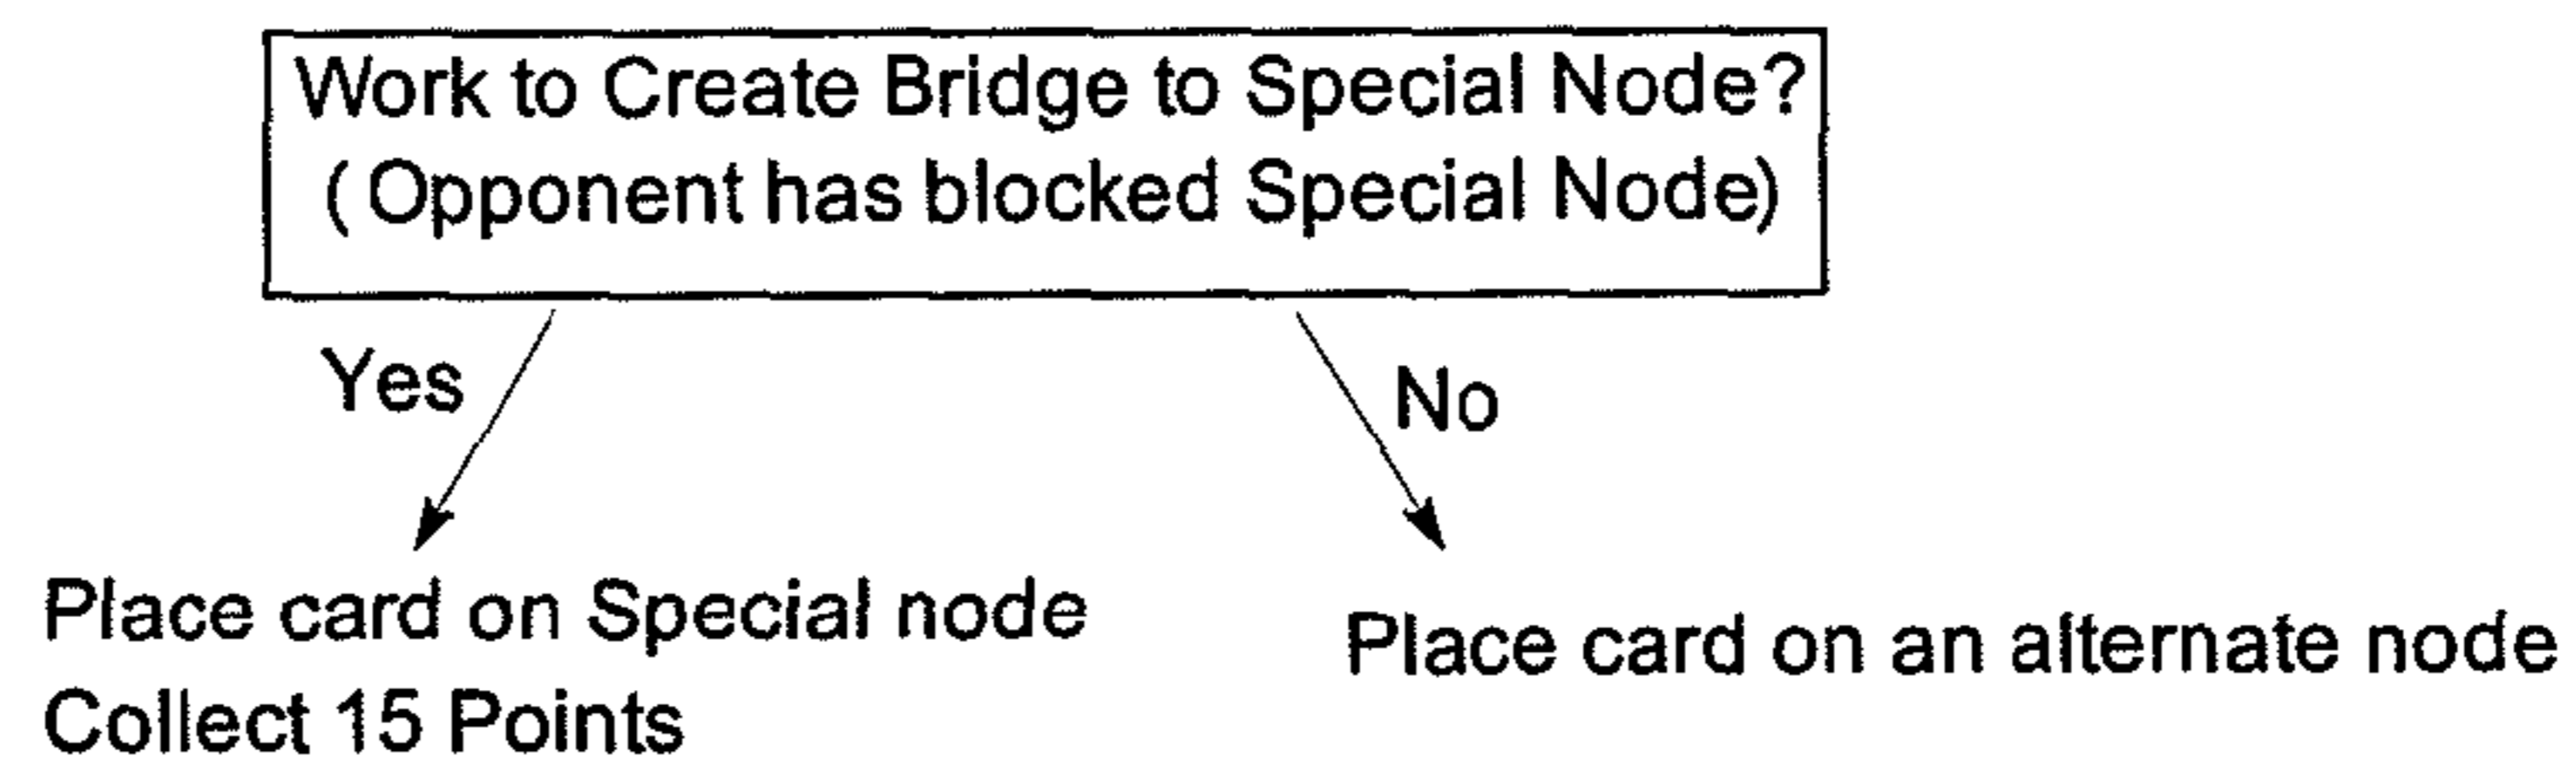 Work to Create Bridge to Special Node?
( Opponent has blocked Special Node)
Yes
No
Place card on Special node
Collect 15 Points
Place card on an alternate node